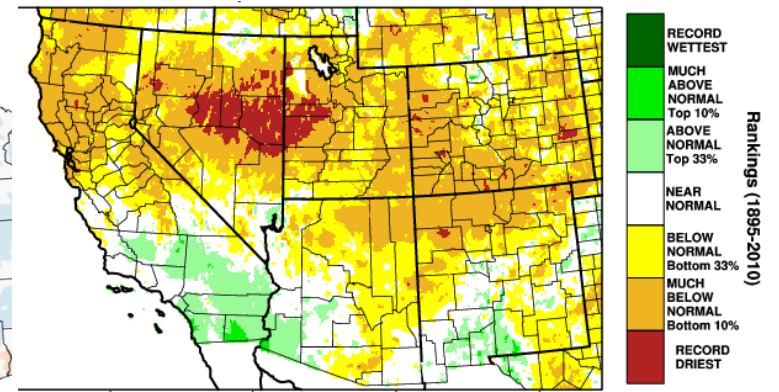 RECORD
WETTEST
MUCH
ABOVE
NORMAL
Top 10%
ABOVE
NORMAL
Top 33%
NEAR
NORMAL
BELOW
NORMAL
Bottom 33%
MUCH
BELOW
NORMAL
Bottom 10%
RECORD
DRIEST
Rankings (1895-2010)